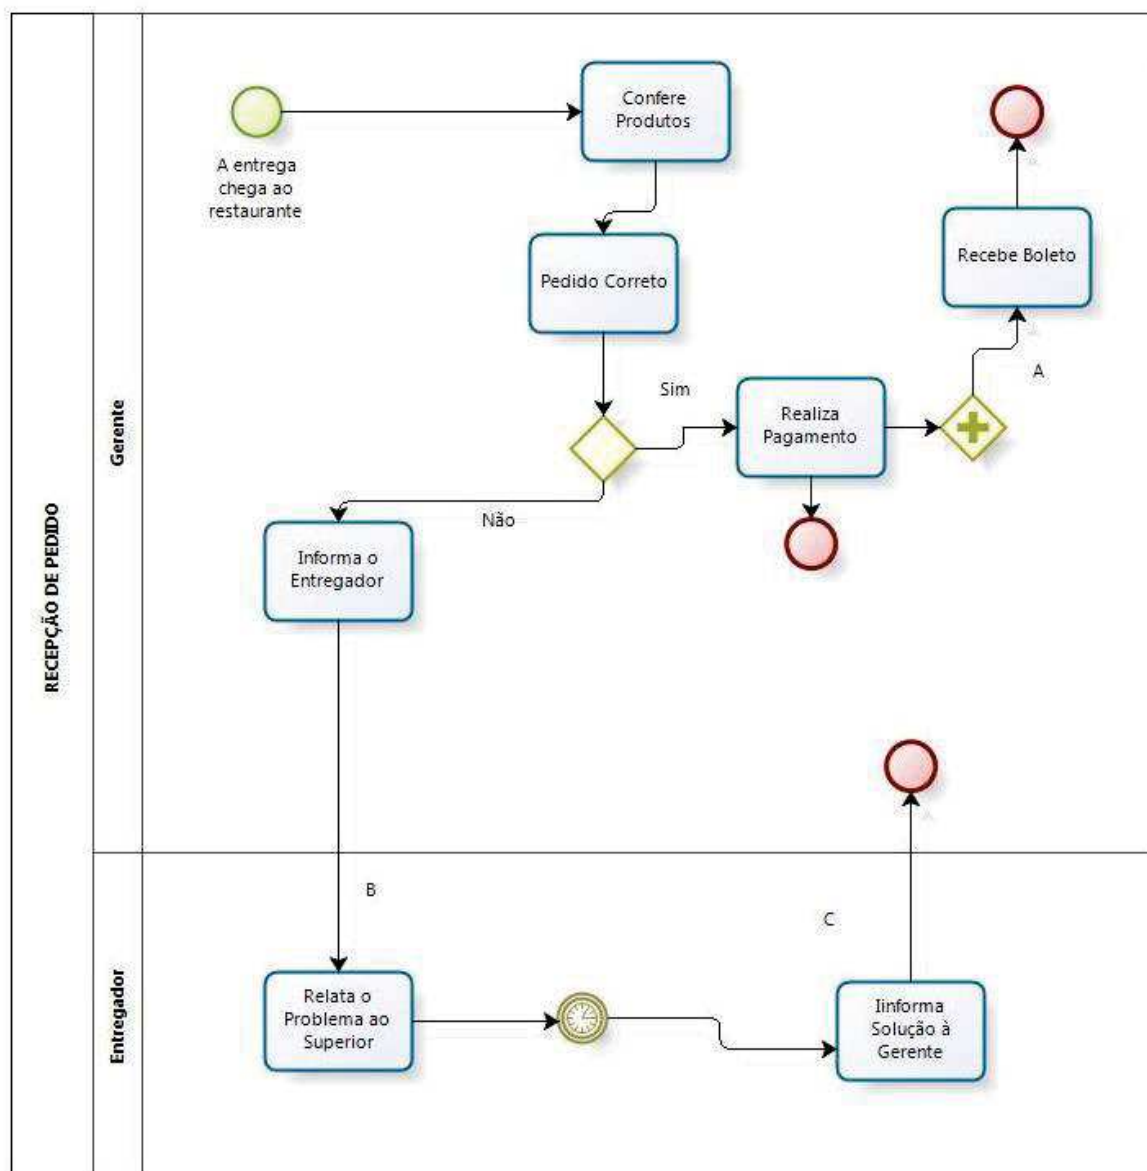 RECEPÇÃO DE PEDIDO
Gerente
A entrega
chega ao
restaurante
Confere
Produtos
Pedido Correto
Sim
Realiza
Pagamento
A
Recebe Boleto
Não
Informa o
Entregador
Entregador
B
Relata o
Problema ao
Superior
C
Iinforma
Solução à
Gerente